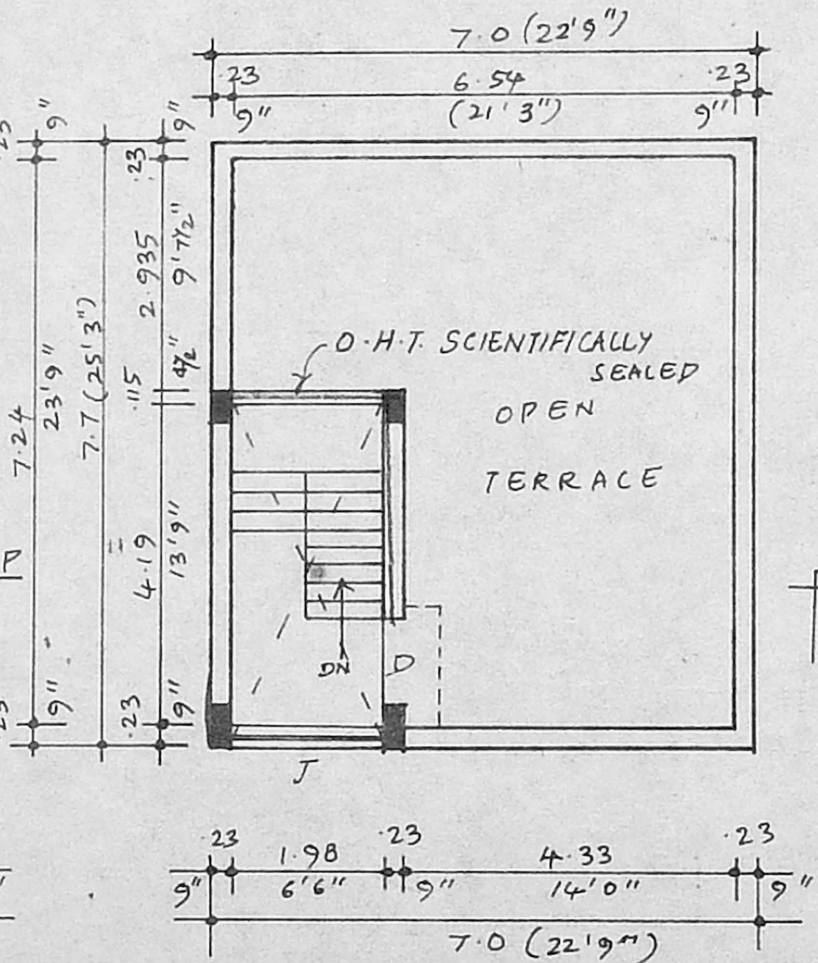 7.0 (22'9")
.23 6.54 .23
9" (21'3") 9"
9"
.23
7.24
23'9"
9"
7.7 (25'3")
9"
.23
2.935
9'7½"
.115
4½"
4.19
13'9"
.23
9"
O.H.T. SCIENTIFICALLY
SEALED
OPEN
TERRACE
P
DN
D
J
.23 1.98 .23 4.33 .23
9" 6'6" 9" 14'0" 9"
7.0 (22'9")